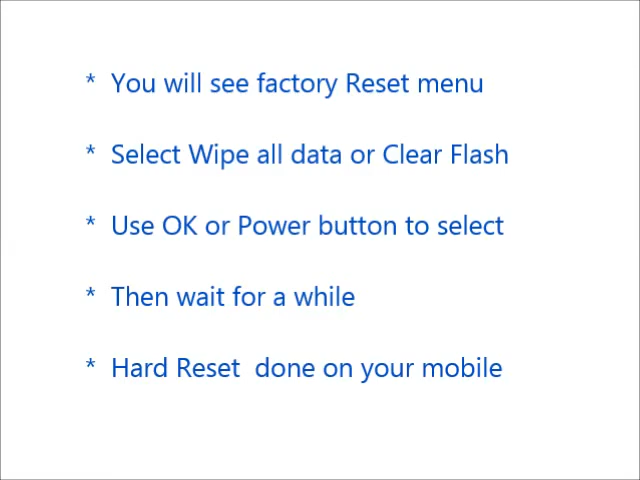 * You will see factory Reset menu
* Select Wipe all data or Clear Flash
* Use OK or Power button to select
* Then wait for a while
* Hard Reset  done on your mobile